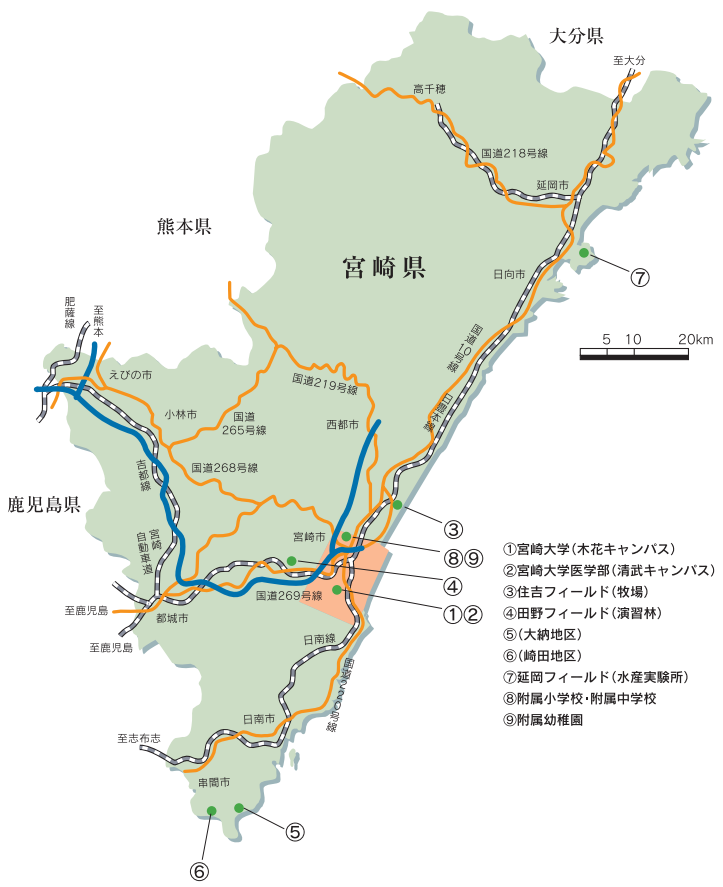 大分県
至大分
高千穂
国道218号線
延岡市
熊本県
宮崎県
日向市
⑦
肥薩線
至熊本
5 10 20km
国道10号線
えびの市
国道219号線
日豊本線
小林市
国道
265号線
西都市
吉都線
国道268号線
鹿児島県
③
宮崎
自動車道
宮崎市
⑧⑨
④
国道269号線
至鹿児島
都城市
①②
至鹿児島
日南線
国道220号線
日南市
至志布志
串間市
⑤
⑥
①宮崎大学(木花キャンパス)
②宮崎大学医学部(清武キャンパス)
③住吉フィールド(牧場)
④田野フィールド(演習林)
⑤(大納地区)
⑥(崎田地区)
⑦延岡フィールド(水産実験所)
⑧附属小学校・附属中学校
⑨附属幼稚園